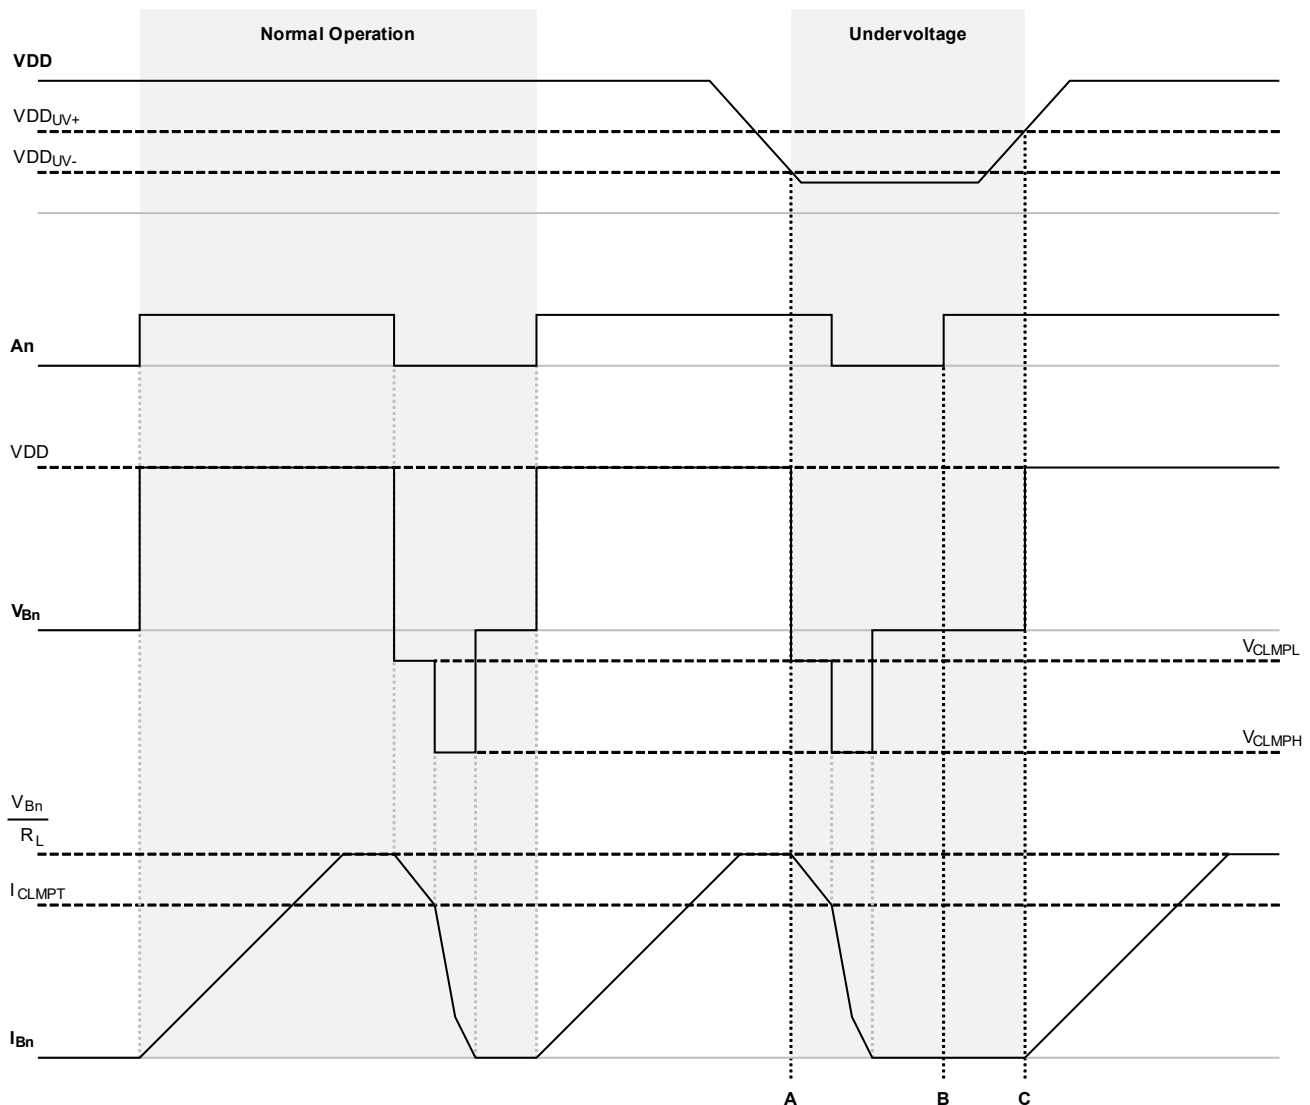 Normal Operation
Undervoltage
VDD
VDDUV+
VDDUV-
An
VDD
VBn
VCLMPL
VCLMPH
VBn
RL
ICLMPT
IBn
A
B
C